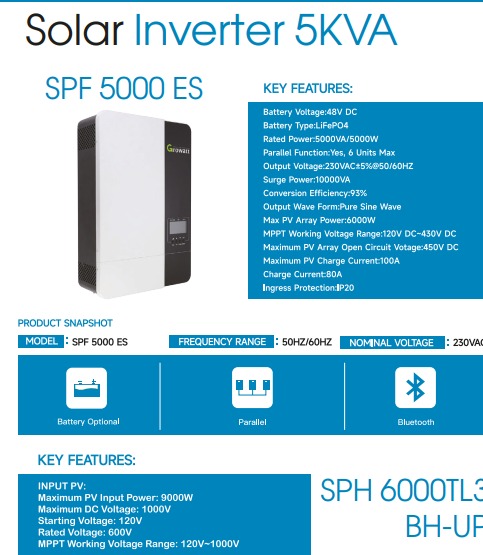 Solar Inverter 5KVA
SPF 5000 ES
Growatt
KEY FEATURES:
Battery Voltage:48V DC
Battery Type:LiFePO4
Rated Power:5000VA/5000W
Parallel Function:Yes, 6 Units Max
Output Voltage:230VAC±5%@50/60HZ
Surge Power:10000VA
Conversion Efficiency:93%
Output Wave Form:Pure Sine Wave
Max PV Array Power:6000W
MPPT Working Voltage Range:120V DC~430V DC
Maximum PV Array Open Circuit Votage:450V DC
Maximum PV Charge Current:100A
Charge Current:80A
Ingress Protection:IP20
PRODUCT SNAPSHOT
MODEL : SPF 5000 ES FREQUENCY RANGE : 50HZ/60HZ NOMINAL VOLTAGE : 230VAC
Battery Optional Parallel Bluetooth
KEY FEATURES:
INPUT PV:
Maximum PV Input Power: 9000W
Maximum DC Voltage: 1000V
Starting Voltage: 120V
Rated Voltage: 600V
MPPT Working Voltage Range: 120V~1000V
SPH 6000TL3
BH-UP